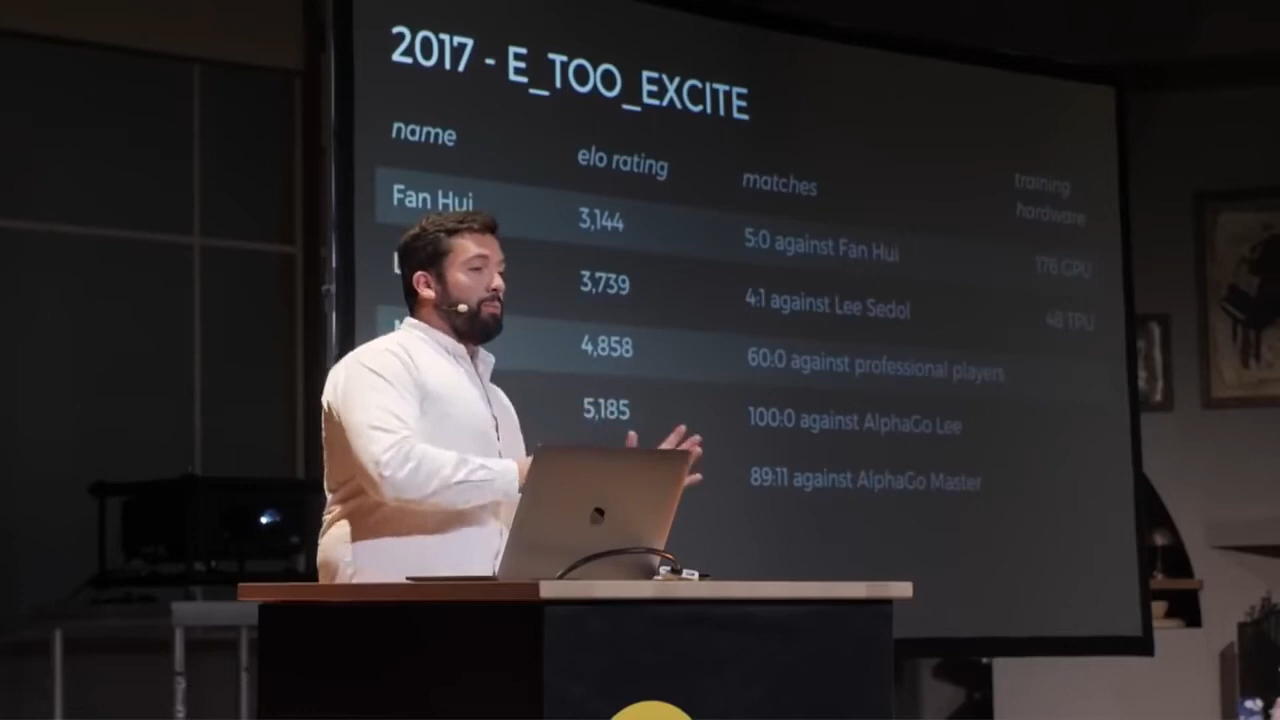 2017 - E_TOO_EXCITE
name elo rating matches training hardware
Fan Hui 3,144 5:0 against Fan Hui 176 GPU
3,739 4:1 against Lee Sedol 48 TPU
4,858 60:0 against professional players
5,185 100:0 against AlphaGo Lee
89:11 against AlphaGo Master